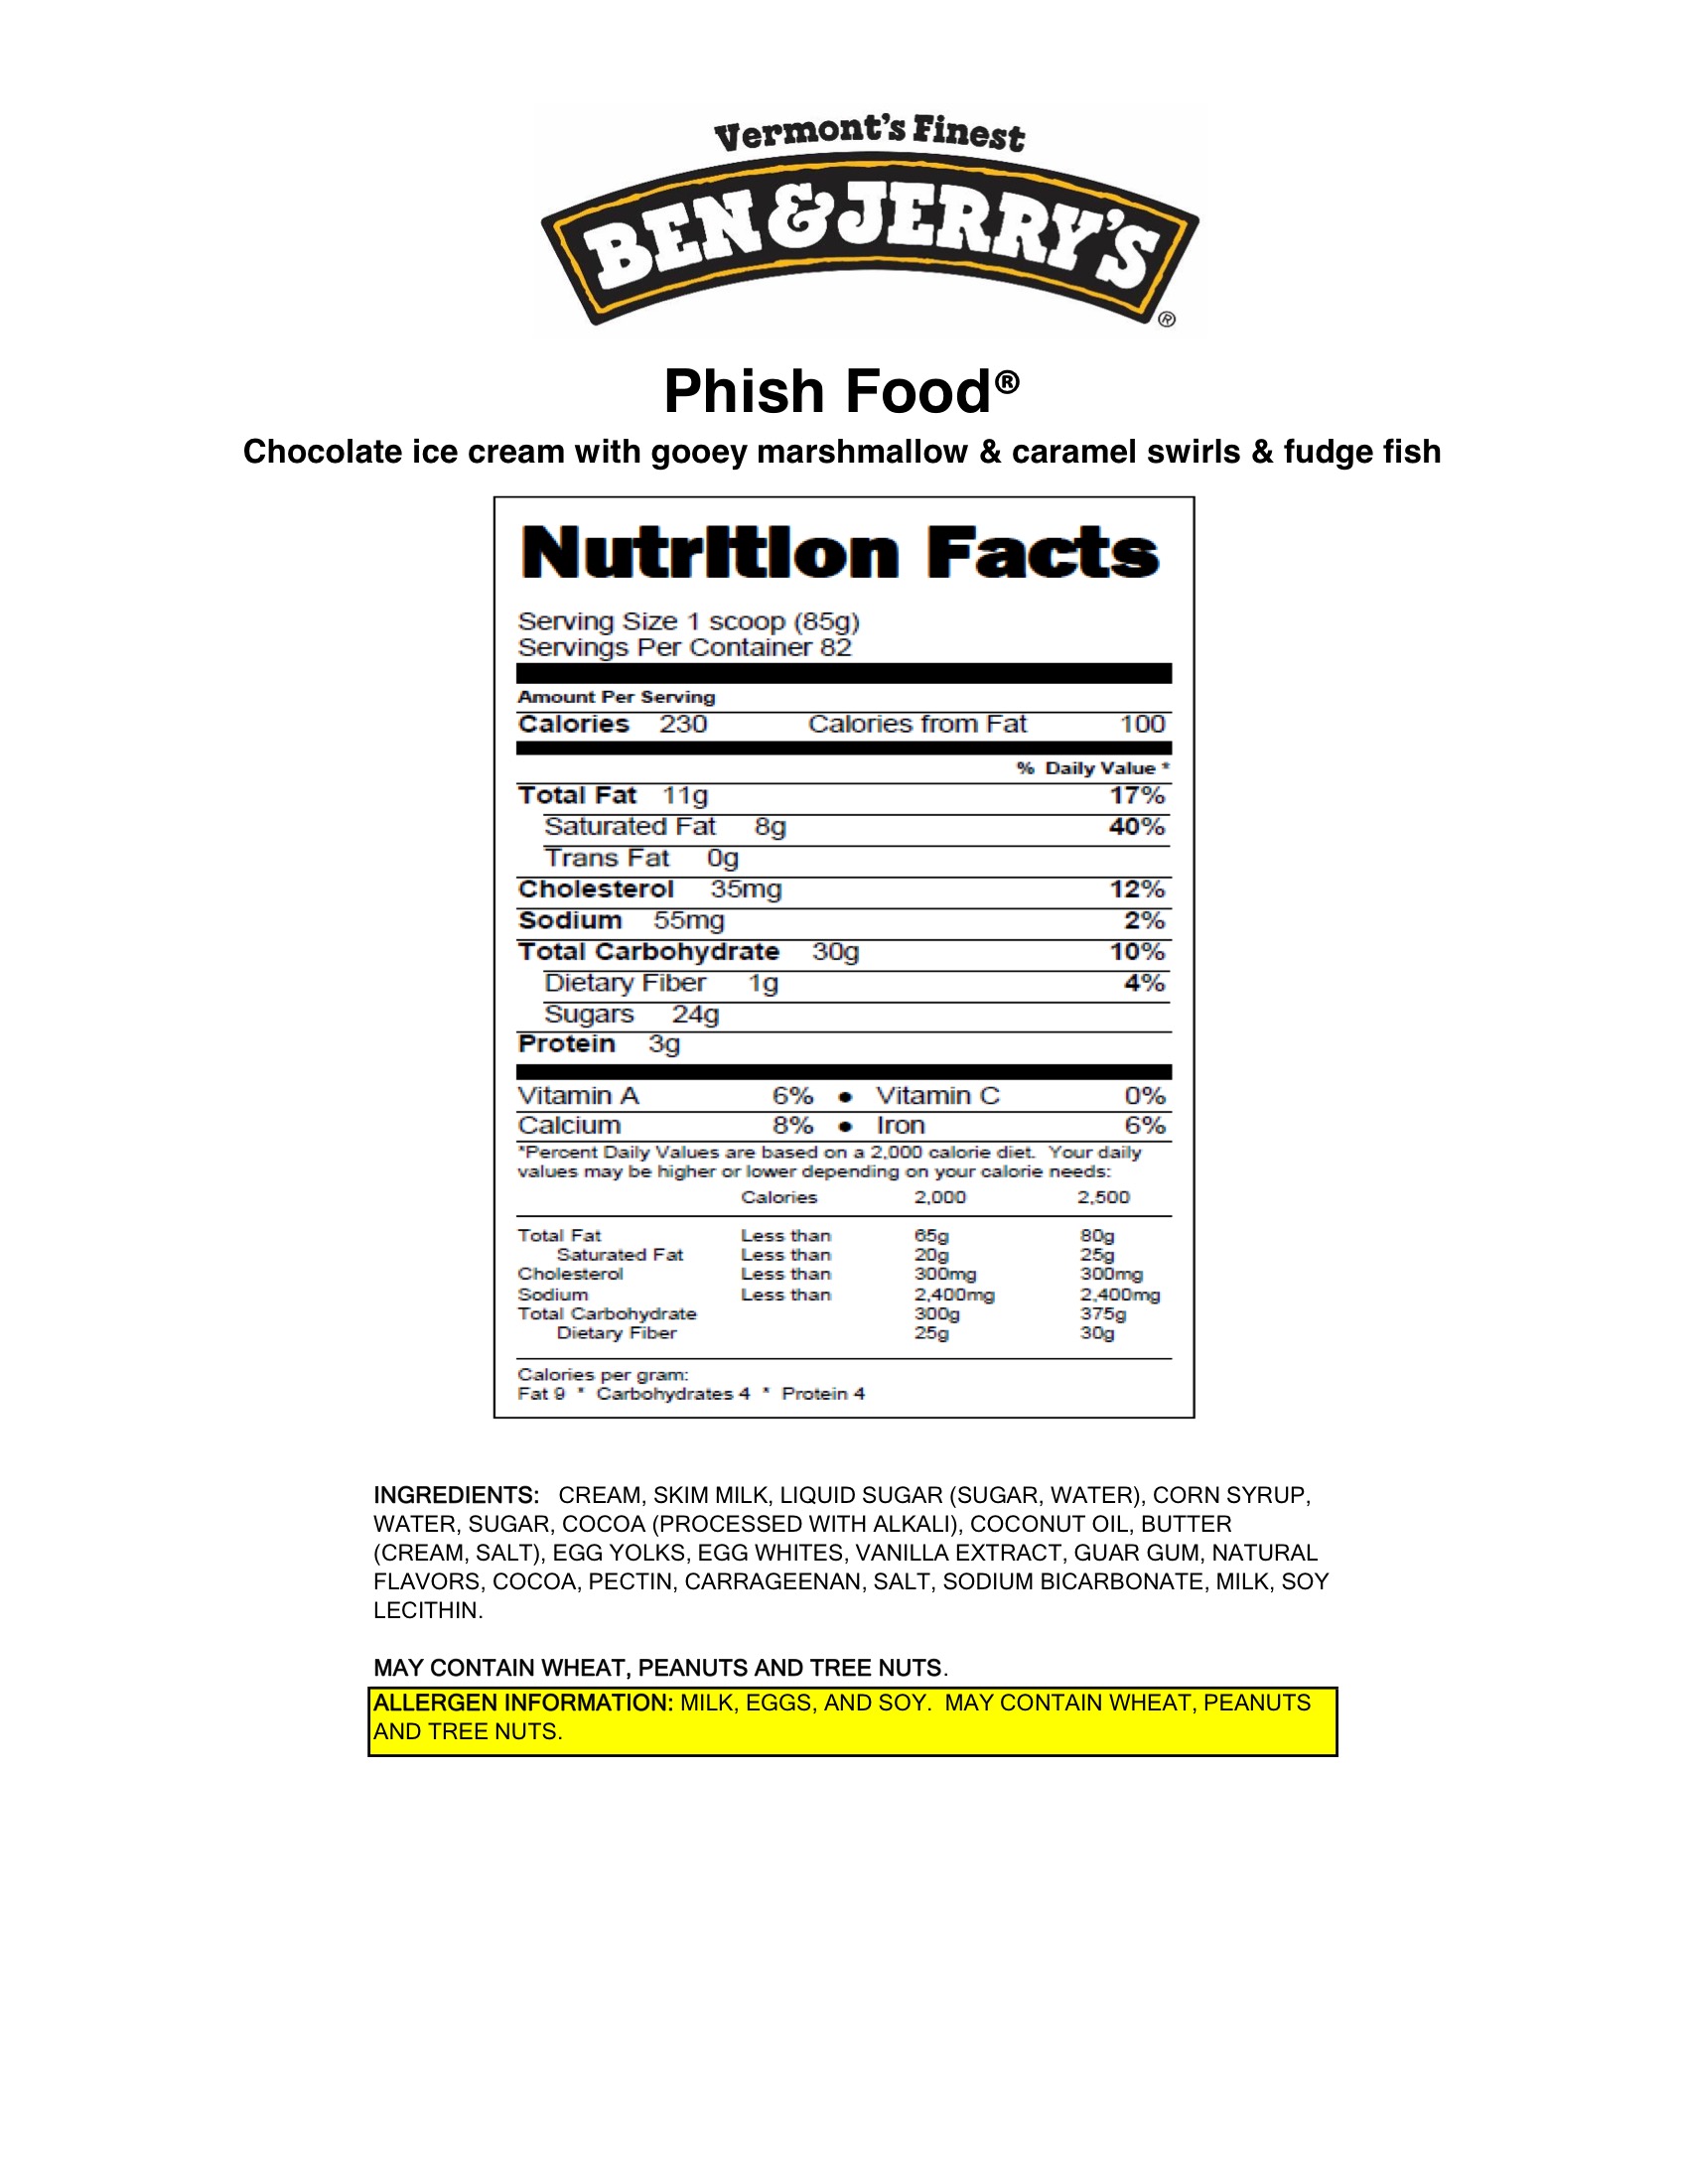 Vermont's Finest
BEN & JERRY'S
®
Phish Food®
Chocolate ice cream with gooey marshmallow & caramel swirls & fudge fish
Nutrition Facts
Serving Size 1 scoop (85g)
Servings Per Container 82
Amount Per Serving
Calories 230 Calories from Fat 100
% Daily Value *
Total Fat 11g 17%
Saturated Fat 8g 40%
Trans Fat 0g
Cholesterol 35mg 12%
Sodium 55mg 2%
Total Carbohydrate 30g 10%
Dietary Fiber 1g 4%
Sugars 24g
Protein 3g
Vitamin A 6% • Vitamin C 0%
Calcium 8% • Iron 6%
*Percent Daily Values are based on a 2,000 calorie diet. Your daily
values may be higher or lower depending on your calorie needs:
Calories 2,000 2,500
Total Fat Less than 65g 80g
Saturated Fat Less than 20g 25g
Cholesterol Less than 300mg 300mg
Sodium Less than 2,400mg 2,400mg
Total Carbohydrate 300g 375g
Dietary Fiber 25g 30g
Calories per gram:
Fat 9 * Carbohydrates 4 * Protein 4
INGREDIENTS: CREAM, SKIM MILK, LIQUID SUGAR (SUGAR, WATER), CORN SYRUP,
WATER, SUGAR, COCOA (PROCESSED WITH ALKALI), COCONUT OIL, BUTTER
(CREAM, SALT), EGG YOLKS, EGG WHITES, VANILLA EXTRACT, GUAR GUM, NATURAL
FLAVORS, COCOA, PECTIN, CARRAGEENAN, SALT, SODIUM BICARBONATE, MILK, SOY
LECITHIN.
MAY CONTAIN WHEAT, PEANUTS AND TREE NUTS.
ALLERGEN INFORMATION: MILK, EGGS, AND SOY. MAY CONTAIN WHEAT, PEANUTS
AND TREE NUTS.